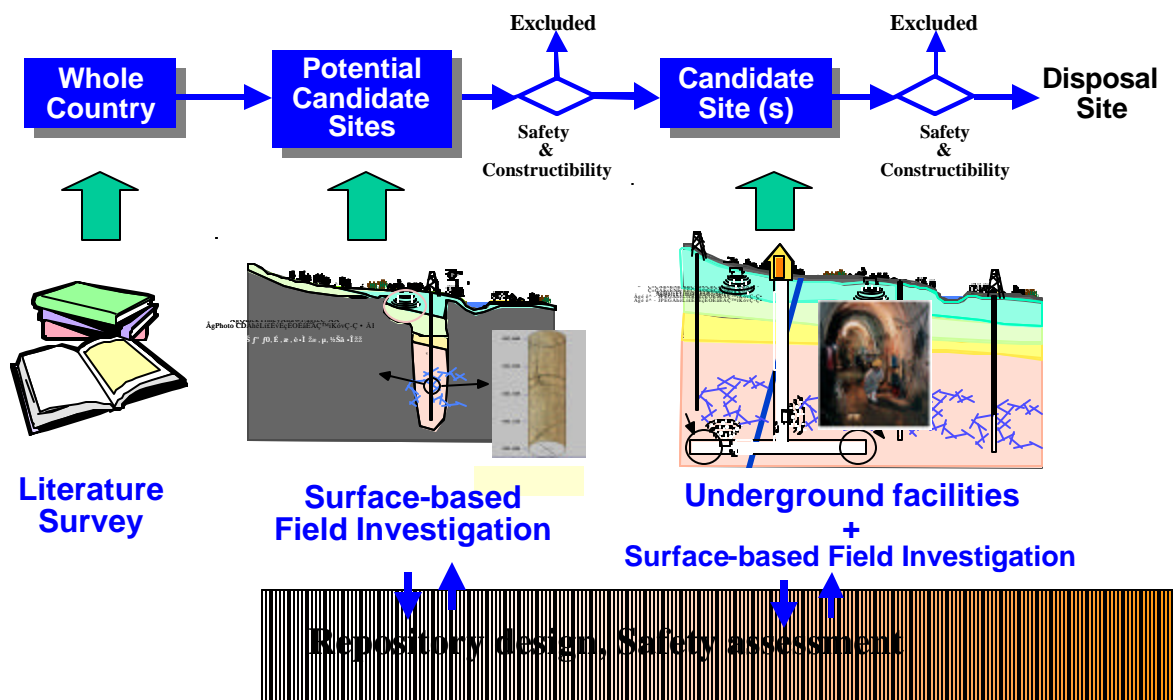 Excluded
Excluded
Whole
Country
Potential
Candidate
Sites
Candidate
Site (s)
Disposal
Site
Safety
&
Constructibility
Safety
&
Constructibility
Literature
Survey
Surface-based
Field Investigation
Underground facilities
+
Surface-based Field Investigation
Repository design, Safety assessment